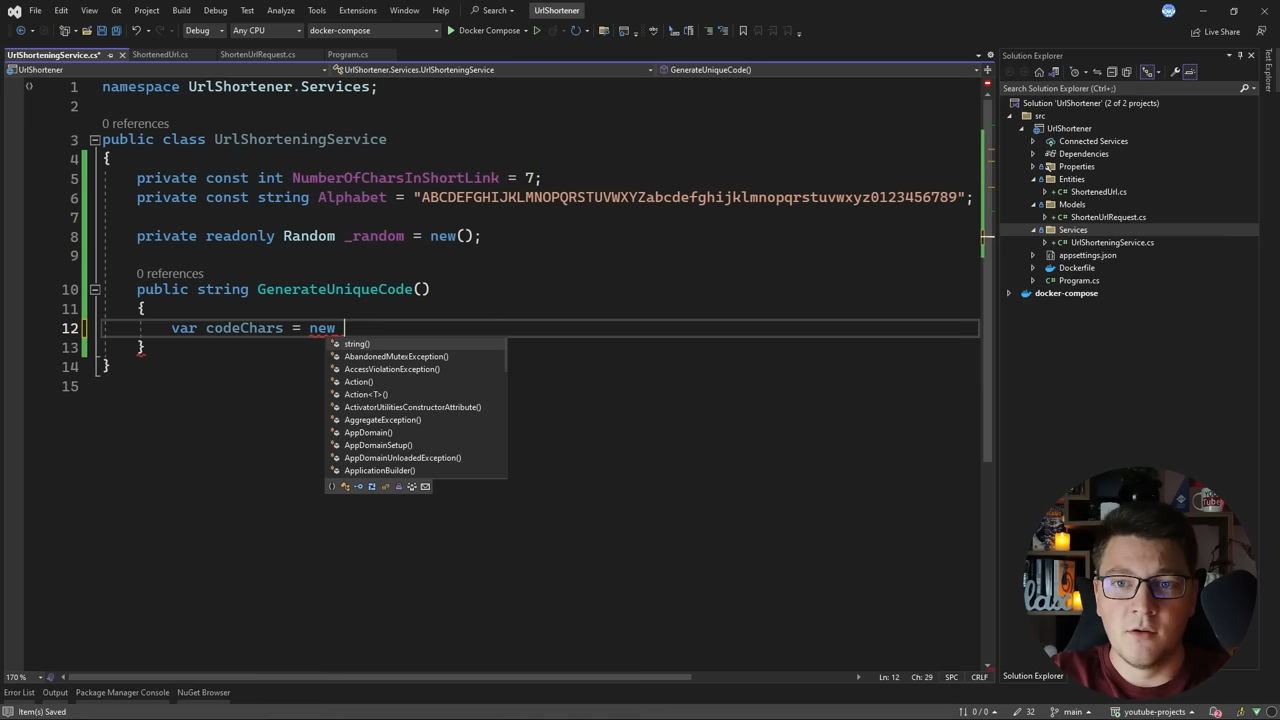 File Edit View Git Project Build Debug Test Analyze Tools Extensions Window Help Search UrlShortener
Debug Any CPU docker-compose Docker Compose Live Share
UrlShorteningService.cs* ShortenedUrl.cs ShortenUrlRequest.cs Program.cs
UrlShortener UrlShortener.Services.UrlShorteningService GenerateUniqueCode()
1 namespace UrlShortener.Services;
2
0 references
3 public class UrlShorteningService
4 {
5 private const int NumberOfCharsInShortLink = 7;
6 private const string Alphabet = "ABCDEFGHIJKLMNOPQRSTUVWXYZabcdefghijklmnopqrstuvwxyz0123456789";
7
8 private readonly Random _random = new();
9
0 references
10 public string GenerateUniqueCode()
11 {
12 var codeChars = new
13 }
14 }
15
string()
AbandonedMutexException()
AccessViolationException()
Action()
Action<T>()
ActivatorUtilitiesConstructorAttribute()
AggregateException()
AppDomain()
AppDomainSetup()
AppDomainUnloadedException()
ApplicationBuilder()
Solution Explorer
Search Solution Explorer (Ctrl+;)
Solution 'UrlShortener' (2 of 2 projects)
src
UrlShortener
Connected Services
Dependencies
Properties
Entities
ShortenedUrl.cs
Models
ShortenUrlRequest.cs
Services
UrlShorteningService.cs
appsettings.json
Dockerfile
Program.cs
docker-compose
Test Explorer
Solution Explorer
170 % Ln: 12 Ch: 29 SPC CRLF
Error List Output Package Manager Console NuGet Browser
Item(s) Saved 0 / 0 32 main youtube-projects